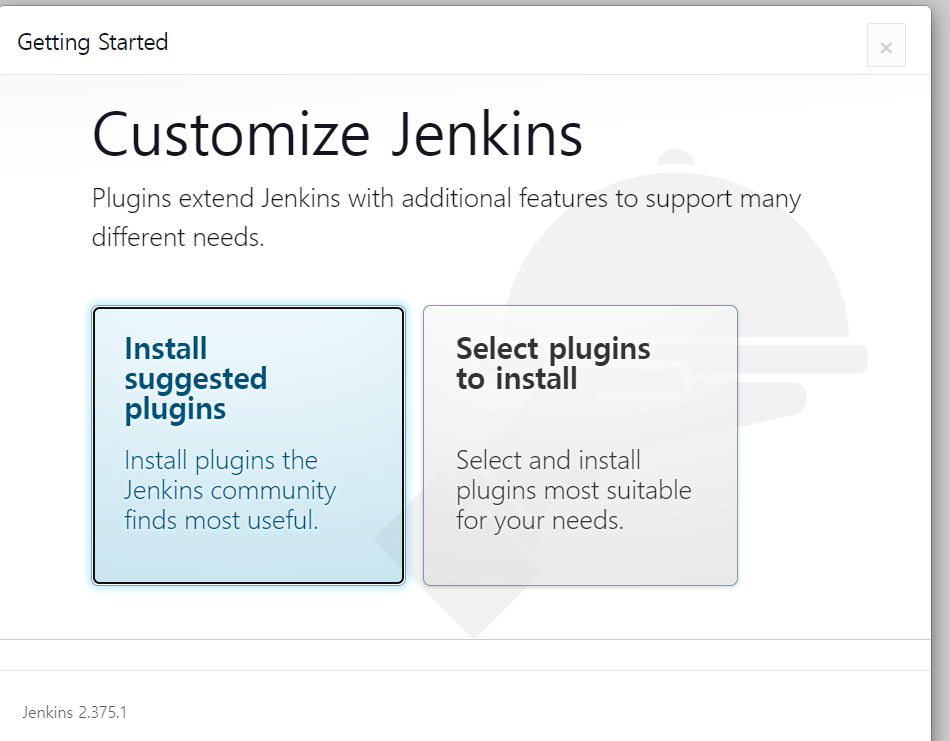 Getting Started
×
Customize Jenkins
Plugins extend Jenkins with additional features to support many
different needs.
Install
suggested
plugins
Install plugins the
Jenkins community
finds most useful.
Select plugins
to install
Select and install
plugins most suitable
for your needs.
Jenkins 2.375.1